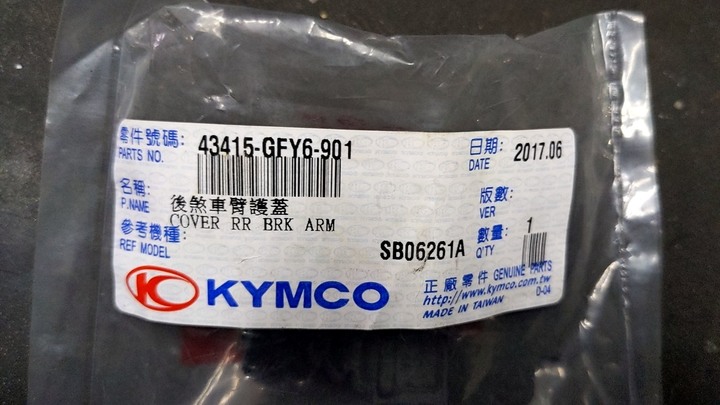 零件號碼: 43415-GFY6-901
PARTS NO.
日期: 2017.06
DATE
名稱: 後煞車臂護蓋
P.NAME COVER RR BRK ARM
版數:
VER
參考機種:
REF MODEL
SB06261A
數量: 1
Q'TY
KYMCO
正廠零件 GENUINE PARTS
http://www.kymco.com.tw
MADE IN TAIWAN D-04